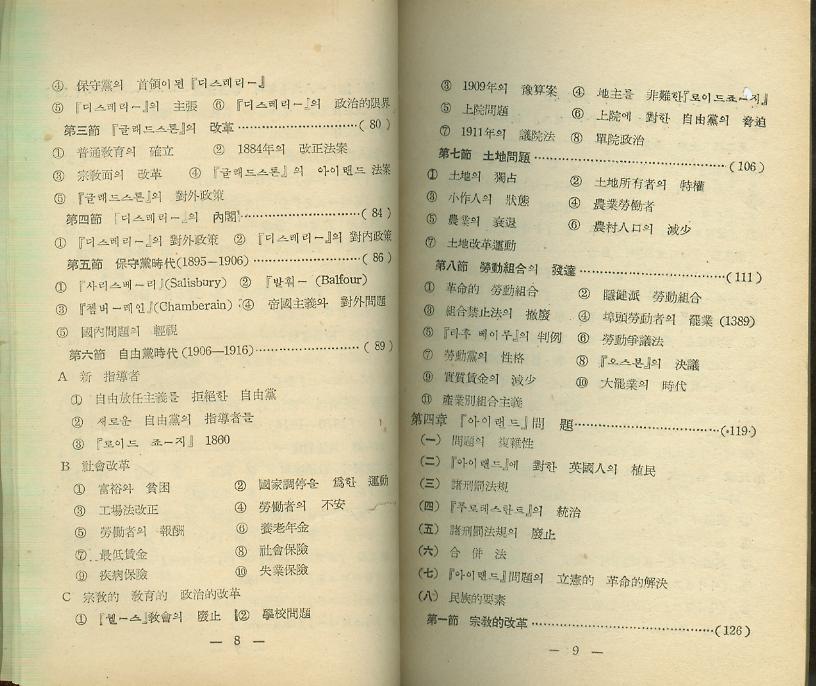 ④ 保守黨의 首領이된『디스레리ー』
⑤ 『디스레리ー』의 主張 ⑥ 『디스레리ー』의 政治的限界
第三節 『글래드스톤』의 改革……………………( 80 )
① 普通敎育의 確立 ② 1884年의 改正法案
③ 宗敎面의 改革 ④ 『글래드스톤』의 아이랜드 法案
⑤ 『글래드스톤』의 對外政策
第四節 『디스레리ー』의 內閣……………………( 84 )
① 『디스레리ー』의 對外政策 ② 『디스레리ー』의 對內政策
第五節 保守黨時代(1895−1906)……………………( 86 )
① 『사리스베ー리』(Salisbury) ② 『발훠ー (Balfour)
③ 『쳄버ー레인』(Chamberain) ④ 帝國主義와 對外問題
⑤ 國內問題의 輕視
第六節 自由黨時代 (1906−1916)……………………( 89 )
A 新 指導者
① 自由放任主義를 拒絕한 自由黨
② 새로운 自由黨의 指導者들
③ 『로이드 죠ー지』 1860
B 社會改革
① 富裕와 貧困 ② 國家調停을 爲한 運動
③ 工場法改正 ④ 勞働者의 不安
⑤ 勞働者의 報酬 ⑥ 養老年金
⑦ 最低賃金 ⑧ 社會保險
⑨ 疾病保險 ⑩ 失業保險
C 宗敎的 敎育的 政治的改革
① 『웰ー스』敎會의 廢止 ② 學校問題
— 8 —
③ 1909年의 豫算案 ④ 地主를 非難한『로이드죠ー지』
⑤ 上院問題 ⑥ 上院에 對한 自由黨의 脅迫
⑦ 1911年의 議院法 ⑧ 單院政治
第七節 土地問題……………………( 106 )
① 土地의 獨占 ② 土地所有者의 特權
③ 小作人의 狀態 ④ 農業勞働者
⑤ 農業의 衰退 ⑥ 農村人口의 減少
⑦ 土地改革運動
第八節 勞動組合의 發達……………………( 111 )
① 革命的 勞動組合 ② 隱健派 勞動組合
③ 組合禁止法의 撤廢 ④ 埠頭勞動者의 罷業 (1389)
⑤ 『타후 베이루』의 判例 ⑥ 勞動爭議法
⑦ 勞動黨의 性格 ⑧ 『오스본』의 決議
⑨ 實質賃金의 減少 ⑩ 大罷業의 時代
⑪ 產業別組合主義
第四章 『아이랜드』問 題……………………( 119 )
(一) 問題의 複雜性
(二) 『아이랜드』에 對한 英國人의 植民
(三) 諸刑罰法規
(四) 의 統治
(五) 諸刑罰法規의 廢止
(六) 合 併 法
(七) 『아이랜드』問題의 立憲的 革命的解決
(八) 民族的要素
第一節 宗敎的改革……………………( 126 )
— 9 —